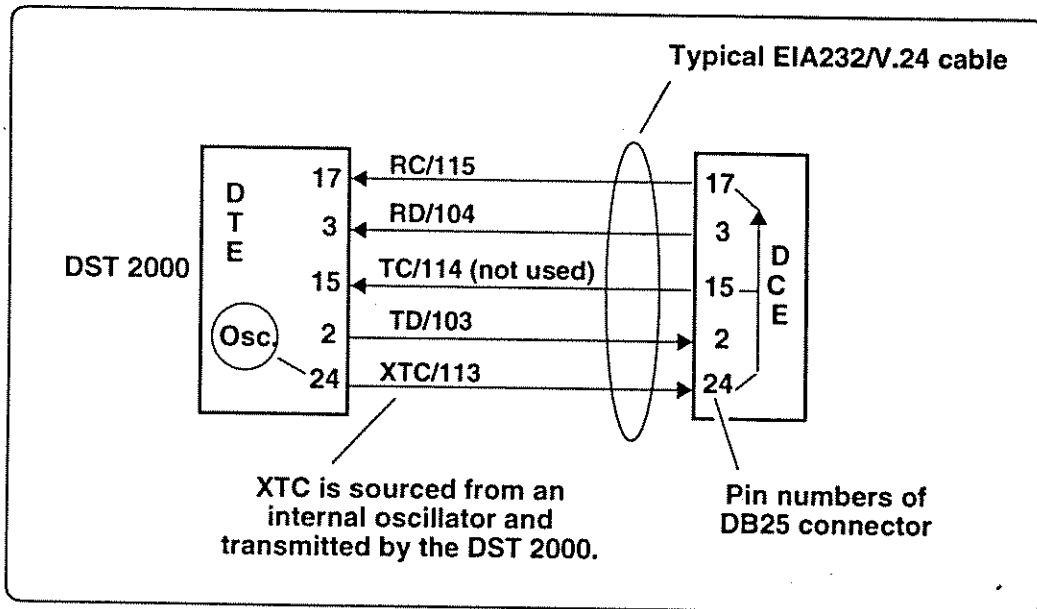 Typical EIA232/V.24 cable
DST 2000
DTE
Osc.
17
3
15
2
24
RC/115
RD/104
TC/114 (not used)
TD/103
XTC/113
17
3
15
2
24
DCE
XTC is sourced from an
internal oscillator and
transmitted by the DST 2000.
Pin numbers of
DB25 connector